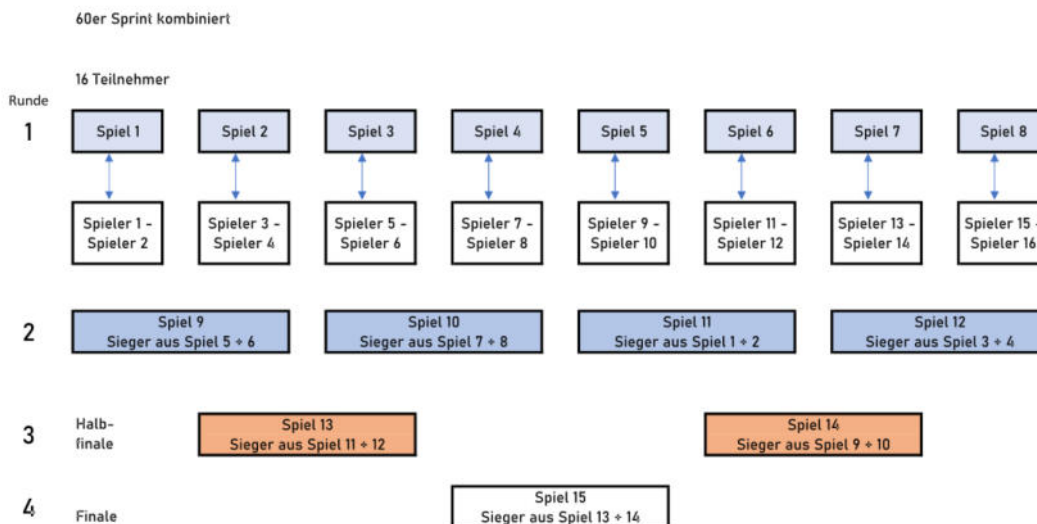 60er Sprint kombiniert
16 Teilnehmer
Runde
1
Spiel 1
Spiel 2
Spiel 3
Spiel 4
Spiel 5
Spiel 6
Spiel 7
Spiel 8
Spieler 1 -
Spieler 2
Spieler 3 -
Spieler 4
Spieler 5 -
Spieler 6
Spieler 7 -
Spieler 8
Spieler 9 -
Spieler 10
Spieler 11 -
Spieler 12
Spieler 13 -
Spieler 14
Spieler 15 -
Spieler 16
2
Spiel 9
Sieger aus Spiel 5 + 6
Spiel 10
Sieger aus Spiel 7 + 8
Spiel 11
Sieger aus Spiel 1 + 2
Spiel 12
Sieger aus Spiel 3 + 4
3
Halb-
finale
Spiel 13
Sieger aus Spiel 11 + 12
Spiel 14
Sieger aus Spiel 9 + 10
4
Finale
Spiel 15
Sieger aus Spiel 13 + 14